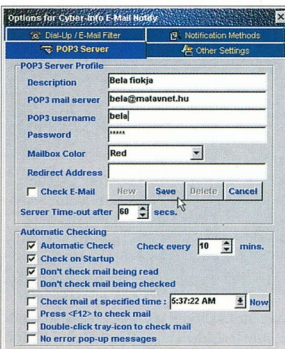 Options for Cyber-Info E-Mail Notify
Dial-Up / E-Mail Filter
Notification Methods
POP3 Server
Other Settings
POP3 Server Profile
Description Bela fiokja
POP3 mail server bela@matavnet.hu
POP3 username bela
Password *****
Mailbox Color Red
Redirect Address
Check E-Mail New Save Delete Cancel
Server Time-out after 60 secs.
Automatic Checking
Automatic Check Check every 10 mins.
Check on Startup
Don't check mail being read
Don't check mail being checked
Check mail at specified time : 5:37:22 AM Now
Press <F12> to check mail
Double-click tray-icon to check mail
No error pop-up messages